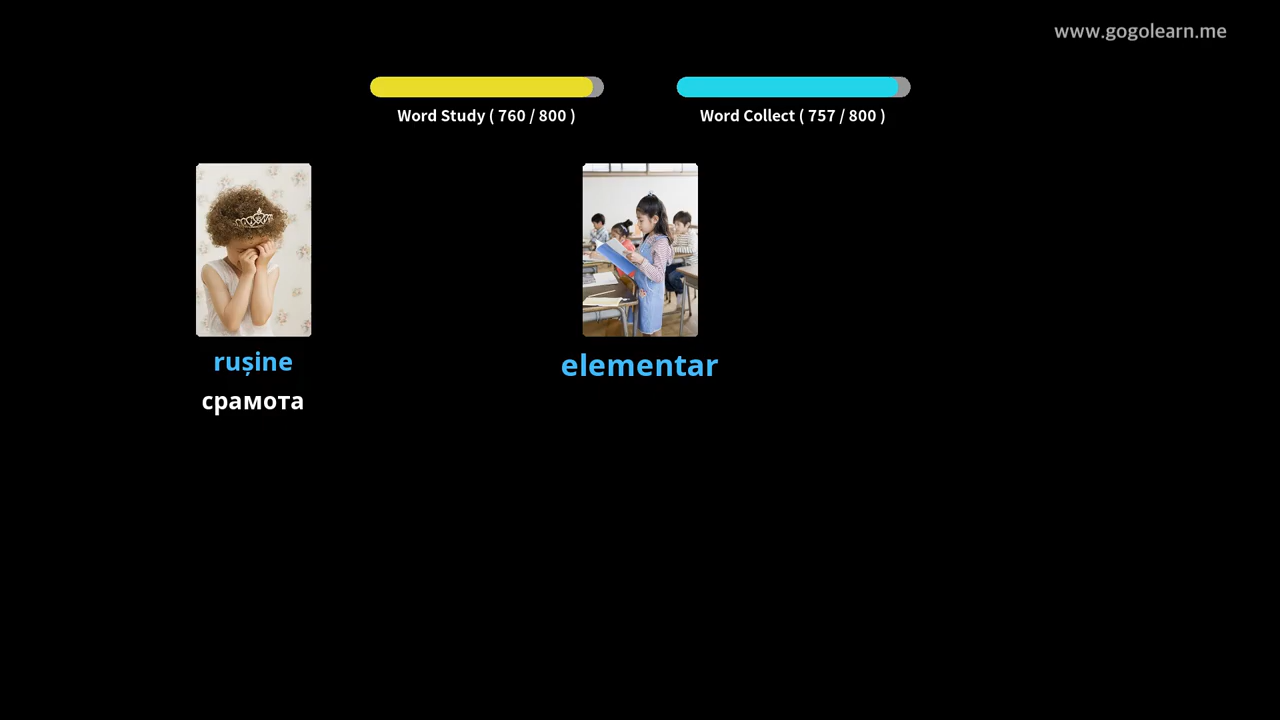 www.gogolearn.me
Word Study ( 760 / 800 )
Word Collect ( 757 / 800 )
rușine
срамота
elementar